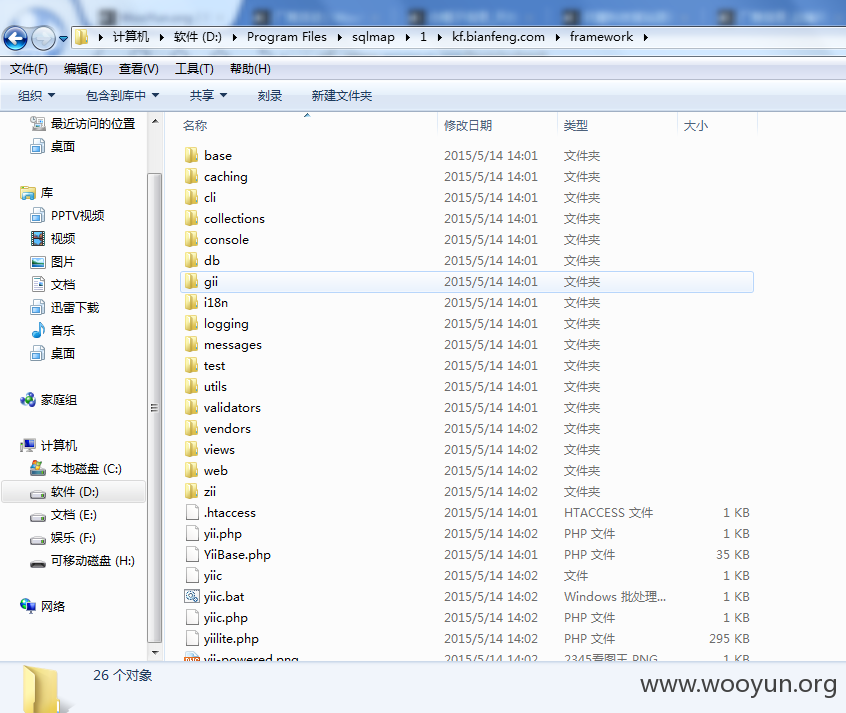 计算机 ▸ 软件 (D:) ▸ Program Files ▸ sqlmap ▸ 1 ▸ kf.bianfeng.com ▸ framework ▸
文件(F) 编辑(E) 查看(V) 工具(T) 帮助(H)
组织 包含到库中 共享 刻录 新建文件夹
最近访问的位置
桌面
库
PPTV视频
视频
图片
文档
迅雷下载
音乐
桌面
家庭组
计算机
本地磁盘 (C:)
软件 (D:)
文档 (E:)
娱乐 (F:)
可移动磁盘 (H:)
网络
名称 修改日期 类型 大小
base 2015/5/14 14:01 文件夹
caching 2015/5/14 14:01 文件夹
cli 2015/5/14 14:01 文件夹
collections 2015/5/14 14:01 文件夹
console 2015/5/14 14:01 文件夹
db 2015/5/14 14:01 文件夹
gii 2015/5/14 14:01 文件夹
i18n 2015/5/14 14:01 文件夹
logging 2015/5/14 14:01 文件夹
messages 2015/5/14 14:01 文件夹
test 2015/5/14 14:01 文件夹
utils 2015/5/14 14:01 文件夹
validators 2015/5/14 14:01 文件夹
vendors 2015/5/14 14:02 文件夹
views 2015/5/14 14:02 文件夹
web 2015/5/14 14:02 文件夹
zii 2015/5/14 14:02 文件夹
.htaccess 2015/5/14 14:01 HTACCESS 文件 1 KB
yii.php 2015/5/14 14:02 PHP 文件 1 KB
YiiBase.php 2015/5/14 14:01 PHP 文件 35 KB
yiic 2015/5/14 14:02 文件 1 KB
yiic.bat 2015/5/14 14:02 Windows 批处理... 1 KB
yiic.php 2015/5/14 14:02 PHP 文件 1 KB
yiilite.php 2015/5/14 14:02 PHP 文件 295 KB
yii-powered.png 2015/5/14 14:02 2345看图王 PNG 1 KB
26 个对象
www.wooyun.org